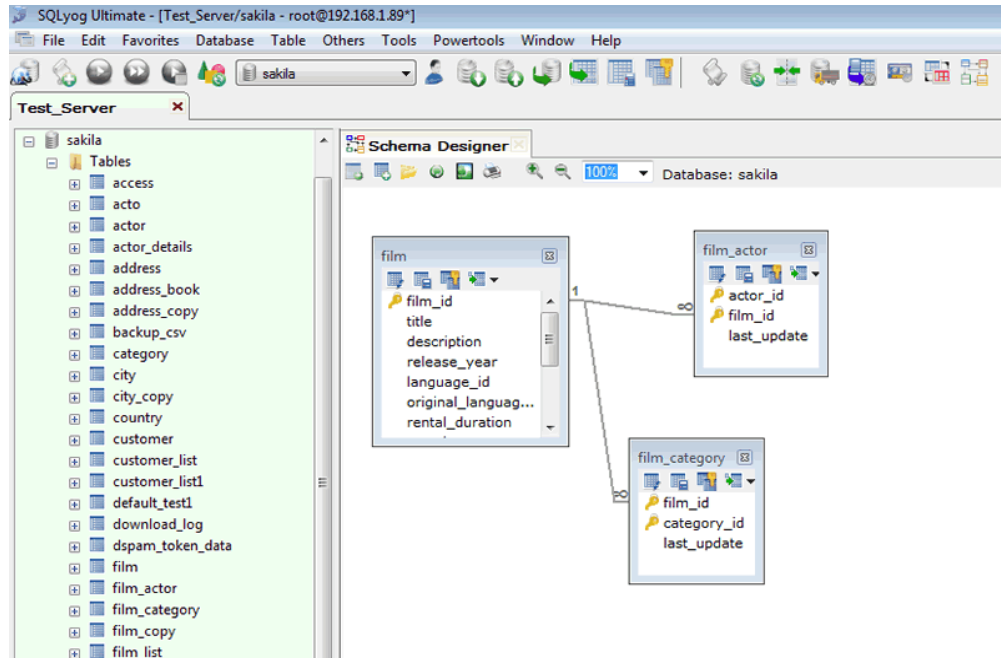 SQLyog Ultimate - [Test_Server/sakila - root@192.168.1.89*]
File Edit Favorites Database Table Others Tools Powertools Window Help
sakila
Test_Server
sakila
Tables
access
acto
actor
actor_details
address
address_book
address_copy
backup_csv
category
city
city_copy
country
customer
customer_list
customer_list1
default_test1
download_log
dspam_token_data
film
film_actor
film_category
film_copy
film_list
Schema Designer
100% Database: sakila
film
film_id
title
description
release_year
language_id
original_languag...
rental_duration
1
∞
∞
film_actor
actor_id
film_id
last_update
film_category
film_id
category_id
last_update